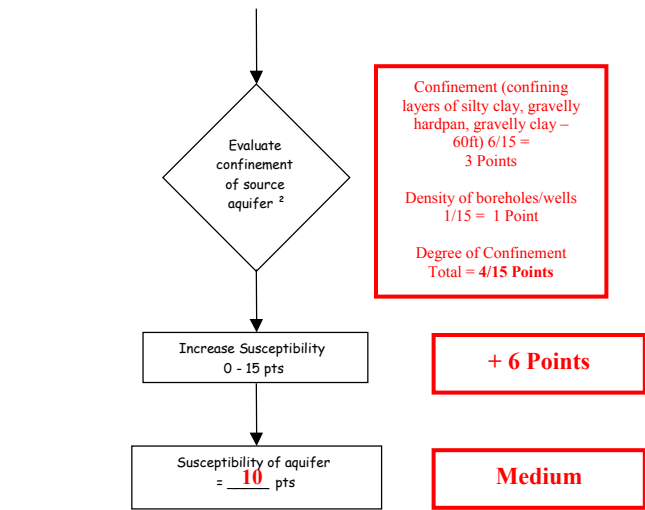 Evaluate
confinement
of source
aquifer ²
Confinement (confining
layers of silty clay, gravelly
hardpan, gravelly clay –
60ft) 6/15 =
3 Points
Density of boreholes/wells
1/15 =  1 Point
Degree of Confinement
Total = 4/15 Points
Increase Susceptibility
0 - 15 pts
+ 6 Points
Susceptibility of aquifer
= __10__ pts
Medium